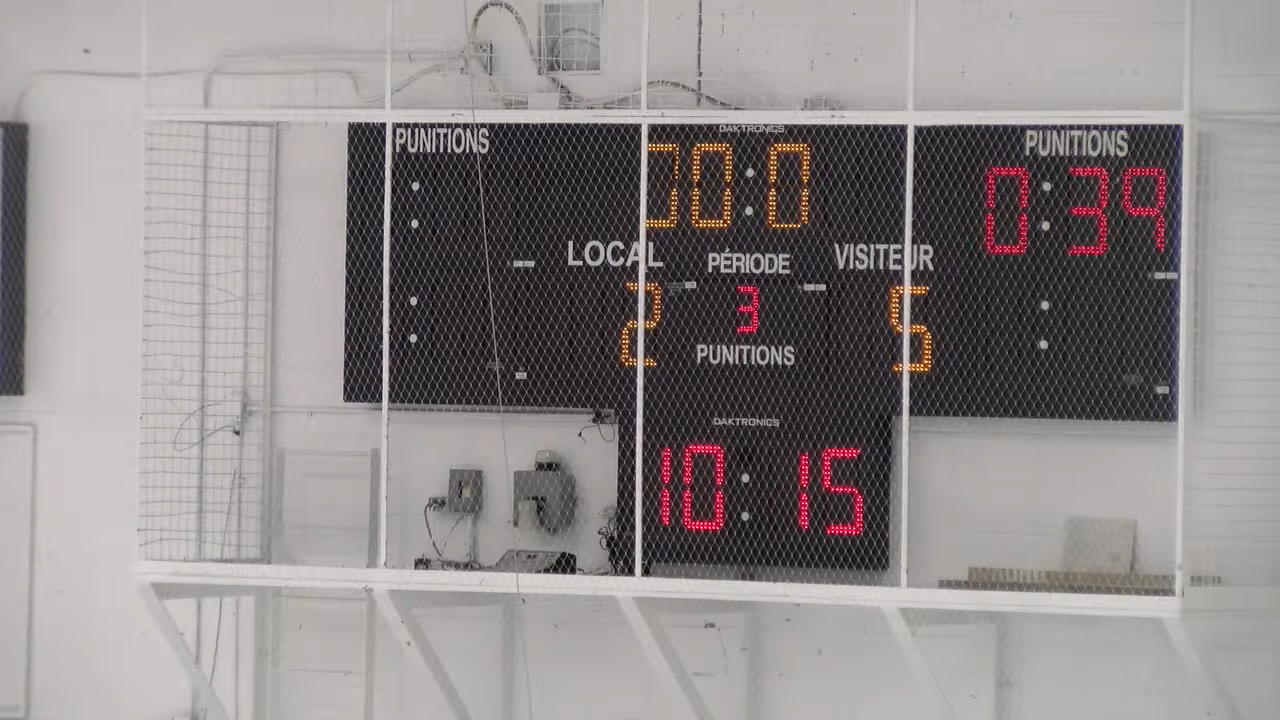 DAKTRONICS
PUNITIONS
00:0
PUNITIONS
0:39
LOCAL
PÉRIODE
VISITEUR
2
3
5
PUNITIONS
DAKTRONICS
10:15